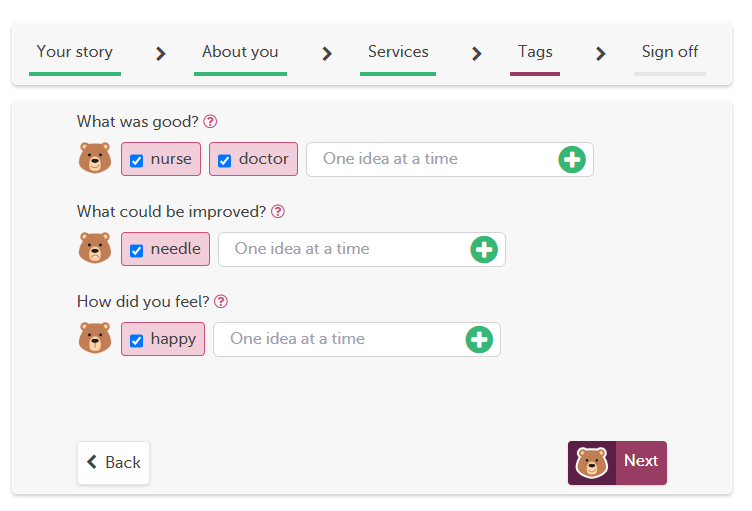 Your story About you Services Tags Sign off
What was good?
nurse doctor One idea at a time
What could be improved?
needle One idea at a time
How did you feel?
happy One idea at a time
Back Next